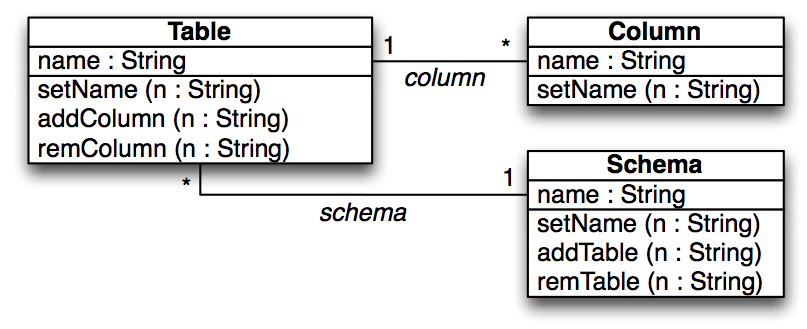 Table
name : String
setName (n : String)
addColumn (n : String)
remColumn (n : String)
1
*
column
Column
name : String
setName (n : String)
*
1
schema
Schema
name : String
setName (n : String)
addTable (n : String)
remTable (n : String)